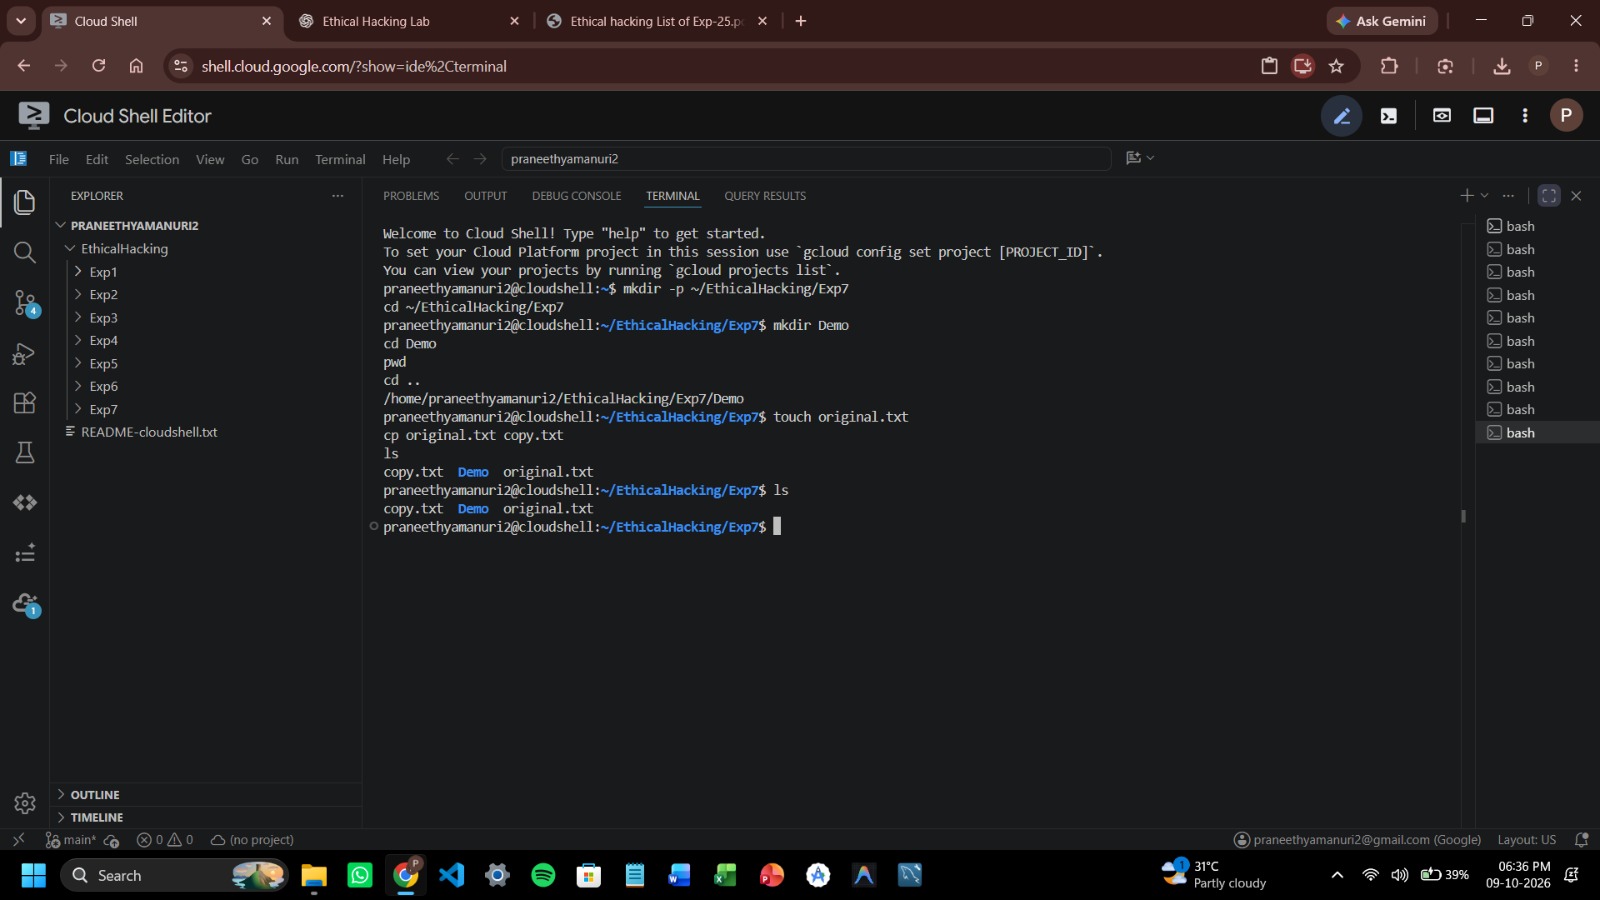 Cloud Shell
Ethical Hacking Lab
Ethical hacking List of Exp-25.p
Ask Gemini
shell.cloud.google.com/?show=ide%2Cterminal
P
Cloud Shell Editor
P
File Edit Selection View Go Run Terminal Help
praneethyamanuri2
EXPLORER
PROBLEMS OUTPUT DEBUG CONSOLE TERMINAL QUERY RESULTS
PRANEETHYAMANURI2
EthicalHacking
Exp1
Exp2
Exp3
Exp4
Exp5
Exp6
Exp7
README-cloudshell.txt
4
1
Welcome to Cloud Shell! Type "help" to get started.
To set your Cloud Platform project in this session use `gcloud config set project [PROJECT_ID]`.
You can view your projects by running `gcloud projects list`.
praneethyamanuri2@cloudshell:~$ mkdir -p ~/EthicalHacking/Exp7
cd ~/EthicalHacking/Exp7
praneethyamanuri2@cloudshell:~/EthicalHacking/Exp7$ mkdir Demo
cd Demo
pwd
cd ..
/home/praneethyamanuri2/EthicalHacking/Exp7/Demo
praneethyamanuri2@cloudshell:~/EthicalHacking/Exp7$ touch original.txt
cp original.txt copy.txt
ls
copy.txt Demo original.txt
praneethyamanuri2@cloudshell:~/EthicalHacking/Exp7$ ls
copy.txt Demo original.txt
praneethyamanuri2@cloudshell:~/EthicalHacking/Exp7$
bash
bash
bash
bash
bash
bash
bash
bash
bash
bash
OUTLINE
TIMELINE
main* 0 0 (no project)
praneethyamanuri2@gmail.com (Google) Layout: US
Search
P
1
31°C
Partly cloudy
39%
06:36 PM
09-10-2026